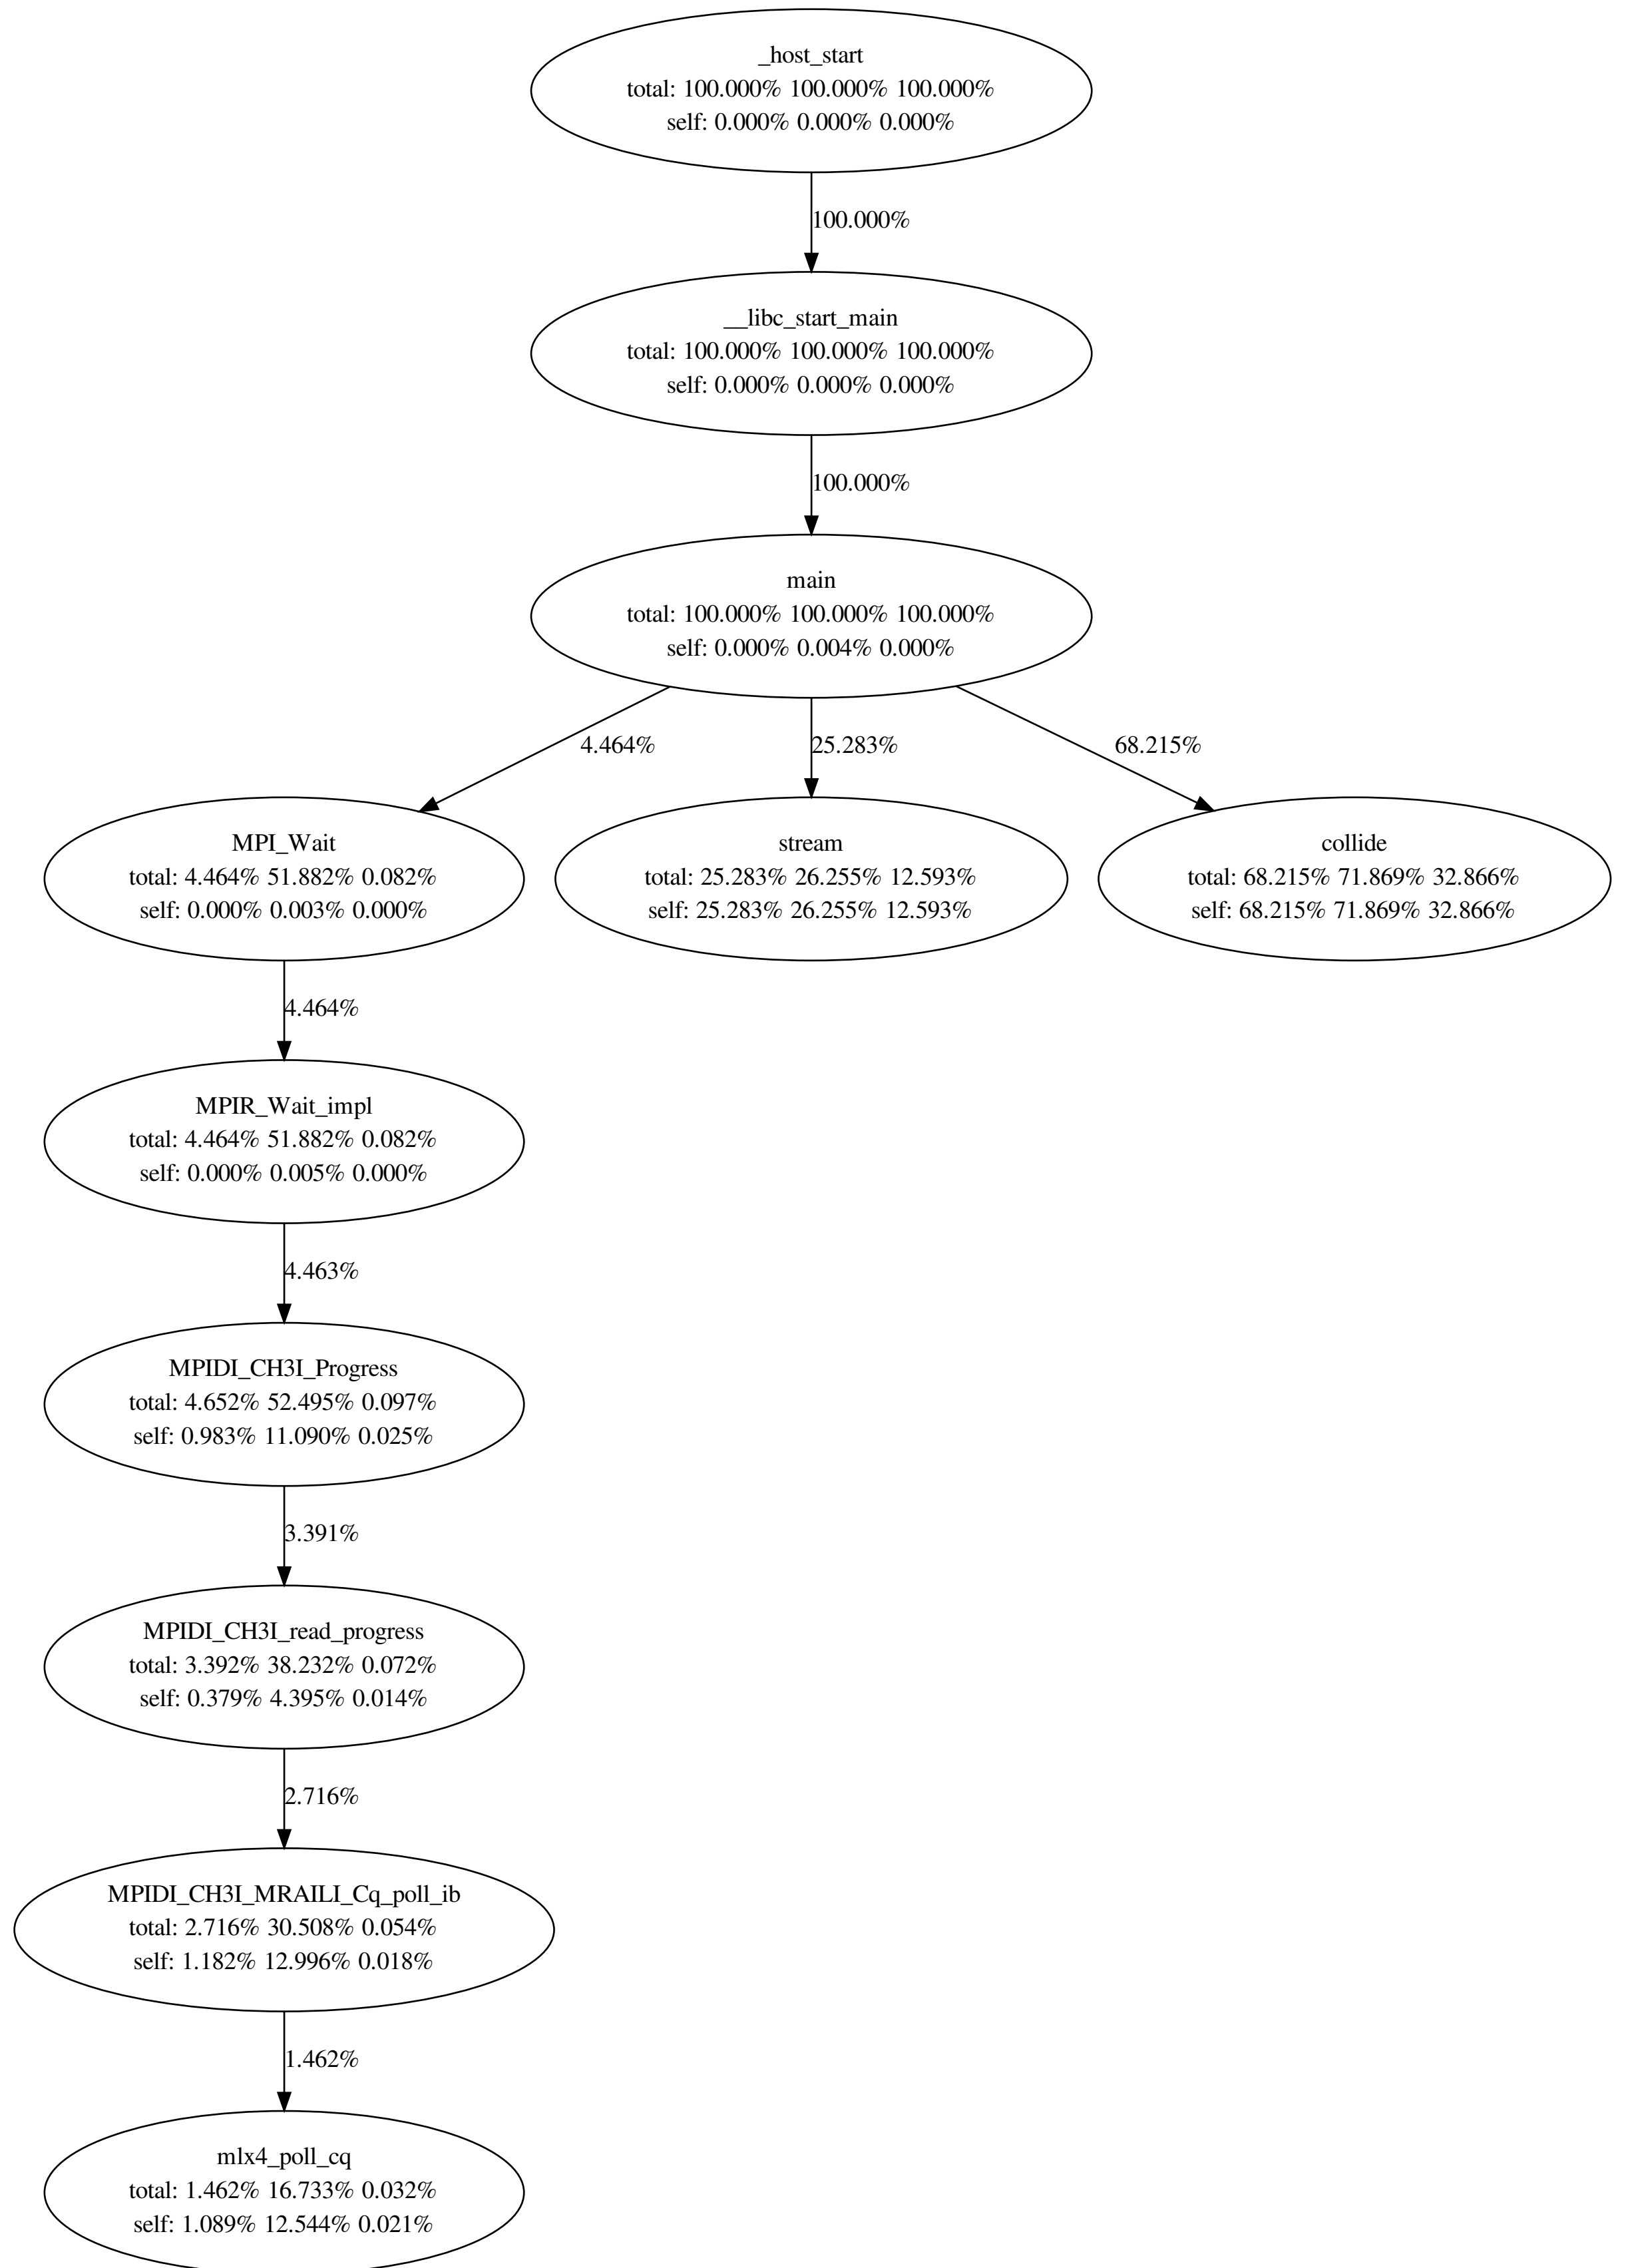 _host_start
total: 100.000% 100.000% 100.000%
self: 0.000% 0.000% 0.000%
100.000%
__libc_start_main
total: 100.000% 100.000% 100.000%
self: 0.000% 0.000% 0.000%
100.000%
main
total: 100.000% 100.000% 100.000%
self: 0.000% 0.004% 0.000%
4.464%
25.283%
68.215%
MPI_Wait
total: 4.464% 51.882% 0.082%
self: 0.000% 0.003% 0.000%
stream
total: 25.283% 26.255% 12.593%
self: 25.283% 26.255% 12.593%
collide
total: 68.215% 71.869% 32.866%
self: 68.215% 71.869% 32.866%
4.464%
MPIR_Wait_impl
total: 4.464% 51.882% 0.082%
self: 0.000% 0.005% 0.000%
4.463%
MPIDI_CH3I_Progress
total: 4.652% 52.495% 0.097%
self: 0.983% 11.090% 0.025%
3.391%
MPIDI_CH3I_read_progress
total: 3.392% 38.232% 0.072%
self: 0.379% 4.395% 0.014%
2.716%
MPIDI_CH3I_MRAILI_Cq_poll_ib
total: 2.716% 30.508% 0.054%
self: 1.182% 12.996% 0.018%
1.462%
mlx4_poll_cq
total: 1.462% 16.733% 0.032%
self: 1.089% 12.544% 0.021%